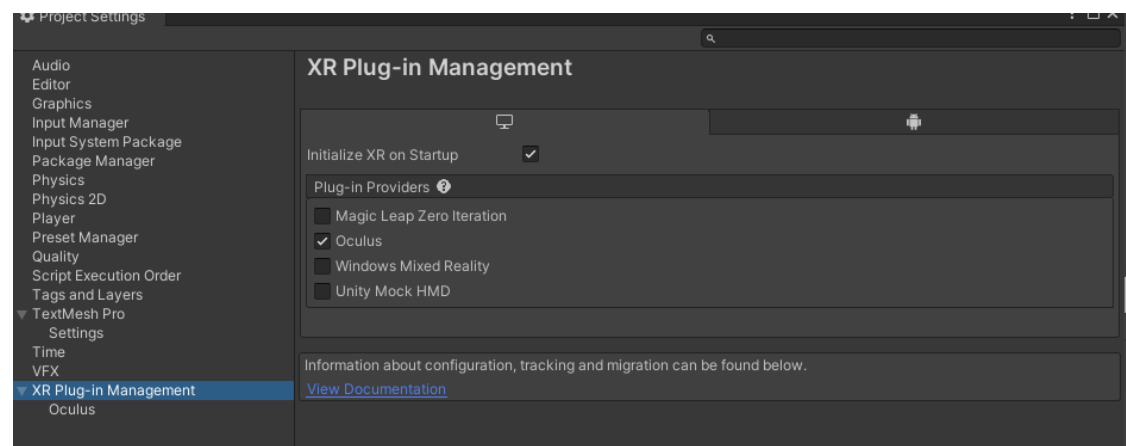 Project Settings
Audio
Editor
Graphics
Input Manager
Input System Package
Package Manager
Physics
Physics 2D
Player
Preset Manager
Quality
Script Execution Order
Tags and Layers
TextMesh Pro
Settings
Time
VFX
XR Plug-in Management
Oculus
XR Plug-in Management
Initialize XR on Startup
Plug-in Providers
Magic Leap Zero Iteration
Oculus
Windows Mixed Reality
Unity Mock HMD
Information about configuration, tracking and migration can be found below.
View Documentation